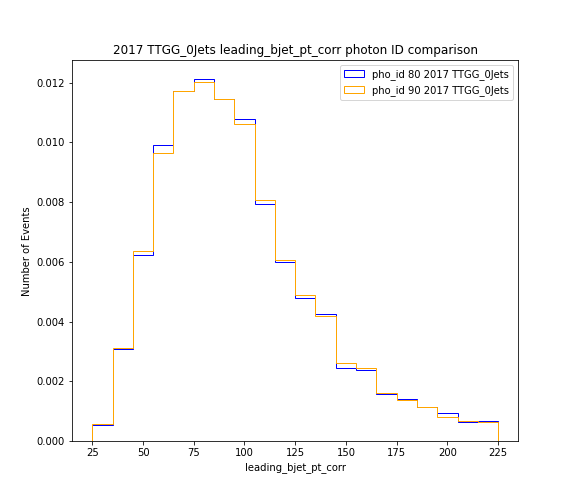 2017 TTGG_0Jets leading_bjet_pt_corr photon ID comparison
pho_id 80 2017 TTGG_0Jets
pho_id 90 2017 TTGG_0Jets
Number of Events
0.012
0.010
0.008
0.006
0.004
0.002
0.000
25 50 75 100 125 150 175 200 225
leading_bjet_pt_corr